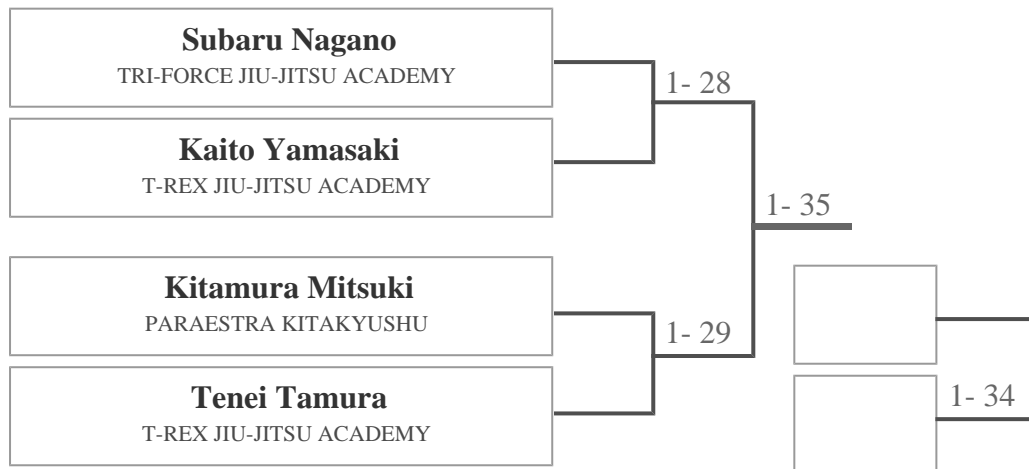 Subaru Nagano
TRI-FORCE JIU-JITSU ACADEMY
1- 28
Kaito Yamasaki
T-REX JIU-JITSU ACADEMY
1- 35
Kitamura Mitsuki
PARAESTRA KITAKYUSHU
1- 29
Tenei Tamura
T-REX JIU-JITSU ACADEMY
1- 34